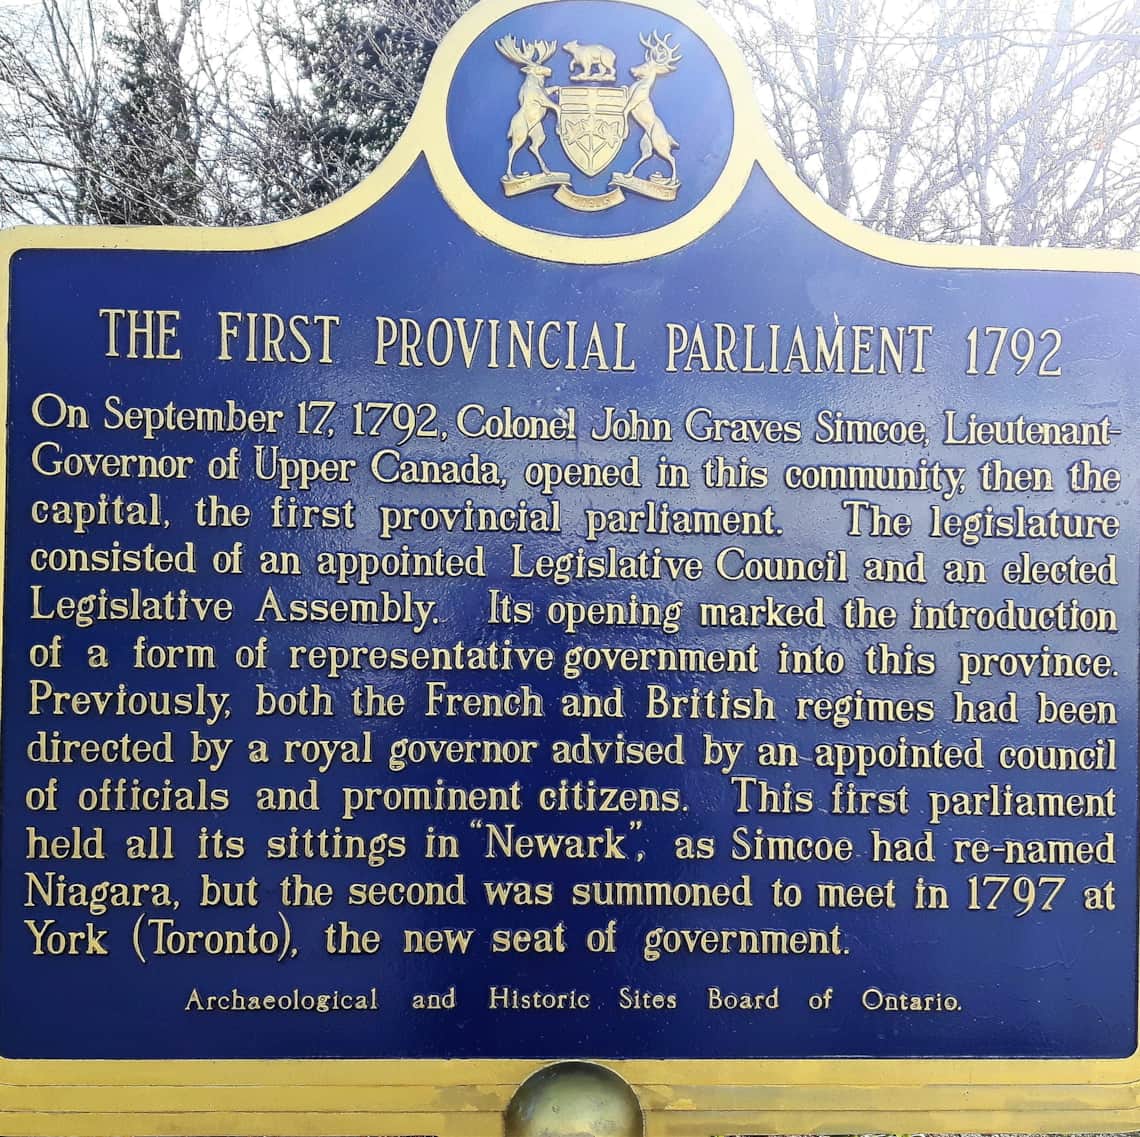 THE FIRST PROVINCIAL PARLIAMENT 1792
On September 17, 1792, Colonel John Graves Simcoe, Lieutenant-
Governor of Upper Canada, opened in this community, then the
capital, the first provincial parliament. The legislature
consisted of an appointed Legislative Council and an elected
Legislative Assembly. Its opening marked the introduction
of a form of representative government into this province.
Previously, both the French and British regimes had been
directed by a royal governor advised by an appointed council
of officials and prominent citizens. This first parliament
held all its sittings in "Newark", as Simcoe had re-named
Niagara, but the second was summoned to meet in 1797 at
York (Toronto), the new seat of government.
Archaeological and Historic Sites Board of Ontario.